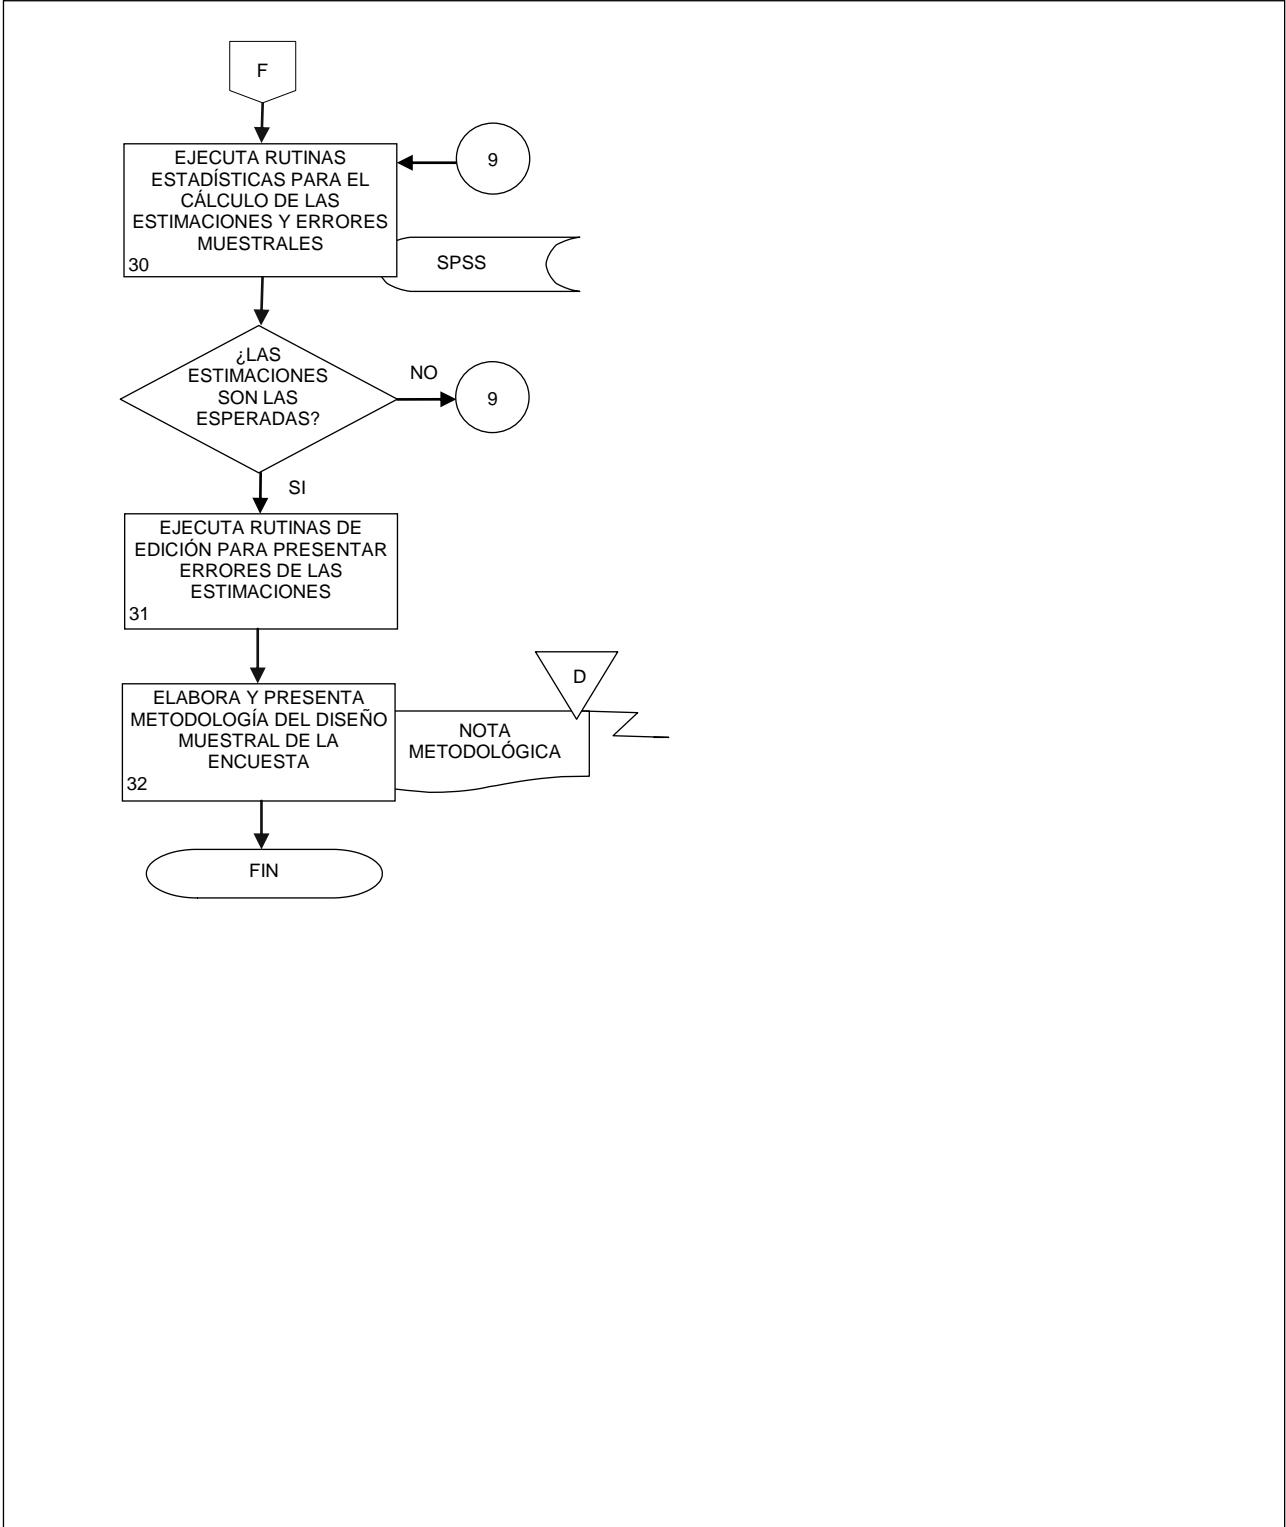 F
EJECUTA RUTINAS
ESTADÍSTICAS PARA EL
CÁLCULO DE LAS
ESTIMACIONES Y ERRORES
MUESTRALES
30
9
SPSS
¿LAS
ESTIMACIONES
SON LAS
ESPERADAS?
NO
9
SI
EJECUTA RUTINAS DE
EDICIÓN PARA PRESENTAR
ERRORES DE LAS
ESTIMACIONES
31
ELABORA Y PRESENTA
METODOLOGÍA DEL DISEÑO
MUESTRAL DE LA
ENCUESTA
32
D
NOTA
METODOLÓGICA
FIN